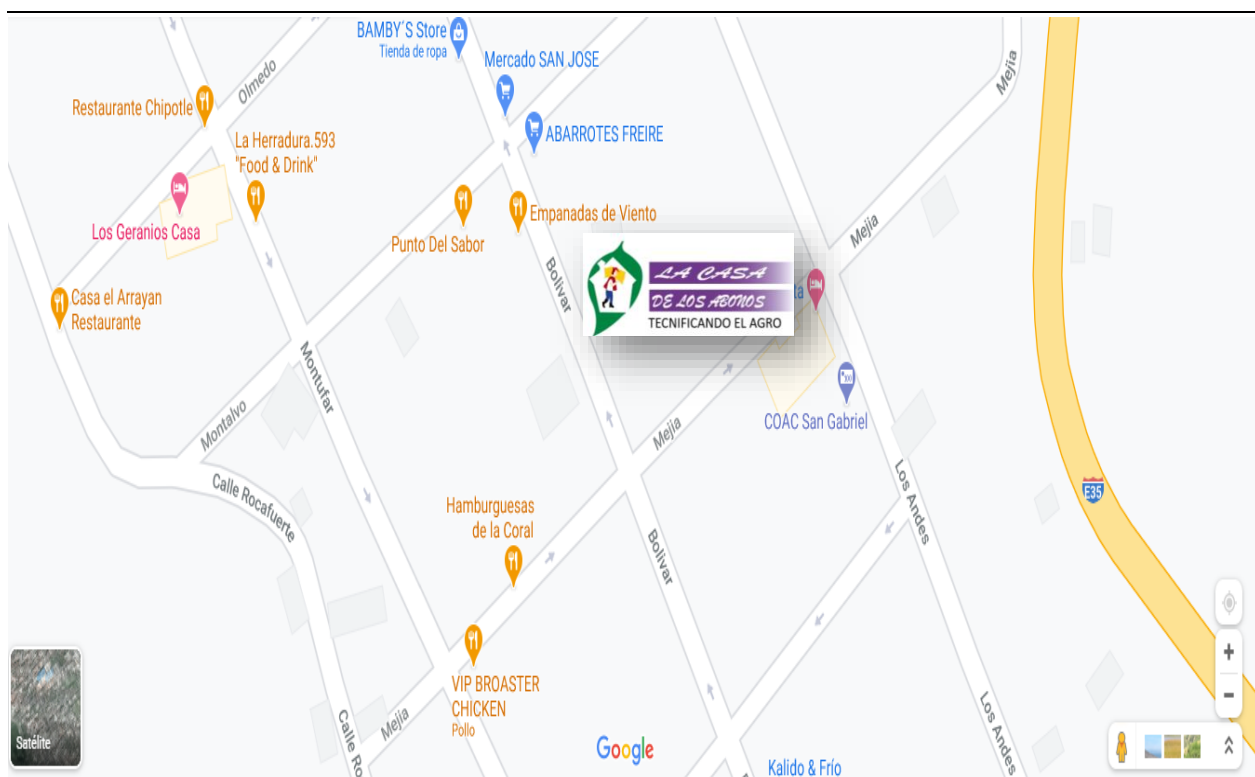 BAMBY´S Store
Tienda de ropa
Mercado SAN JOSE
Mejia
Olmedo
Restaurante Chipotle
ABARROTES FREIRE
La Herradura.593
"Food & Drink"
Los Geranios Casa
Empanadas de Viento
Punto Del Sabor
Mejia
Bolívar
LA CASA
DE LOS ABONOS
TECNIFICANDO EL AGRO
Casa el Arrayan
Restaurante
Montufar
Montalvo
Mejia
COAC San Gabriel
Calle Rocafuerte
Los Andes
E35
Hamburguesas
de la Coral
Bolivar
VIP BROASTER
CHICKEN
Pollo
Mejia
Calle Ro
Los Andes
Satélite
Google
Kalido & Frío